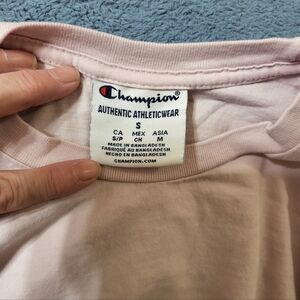 Champion
AUTHENTIC ATHLETICWEAR
S
CA MEX ASIA
S/P CH M
MADE IN BANGLADESH
FABRIQUÉ AU BANGLADESH
HECHO EN BANGLADESH
CHAMPION.COM